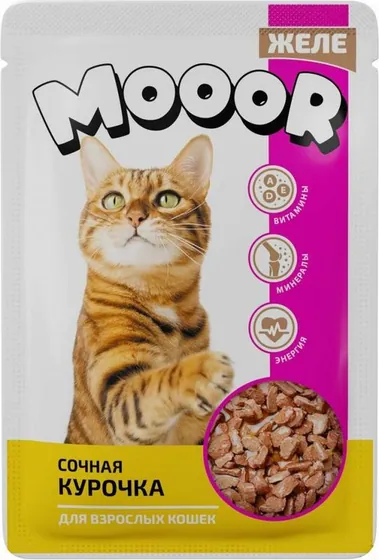 ЖЕЛЕ
MOOOR
A
D E
ВИТАМИНЫ
МИНЕРАЛЫ
ЭНЕРГИЯ
СОЧНАЯ
КУРОЧКА
ДЛЯ ВЗРОСЛЫХ КОШЕК